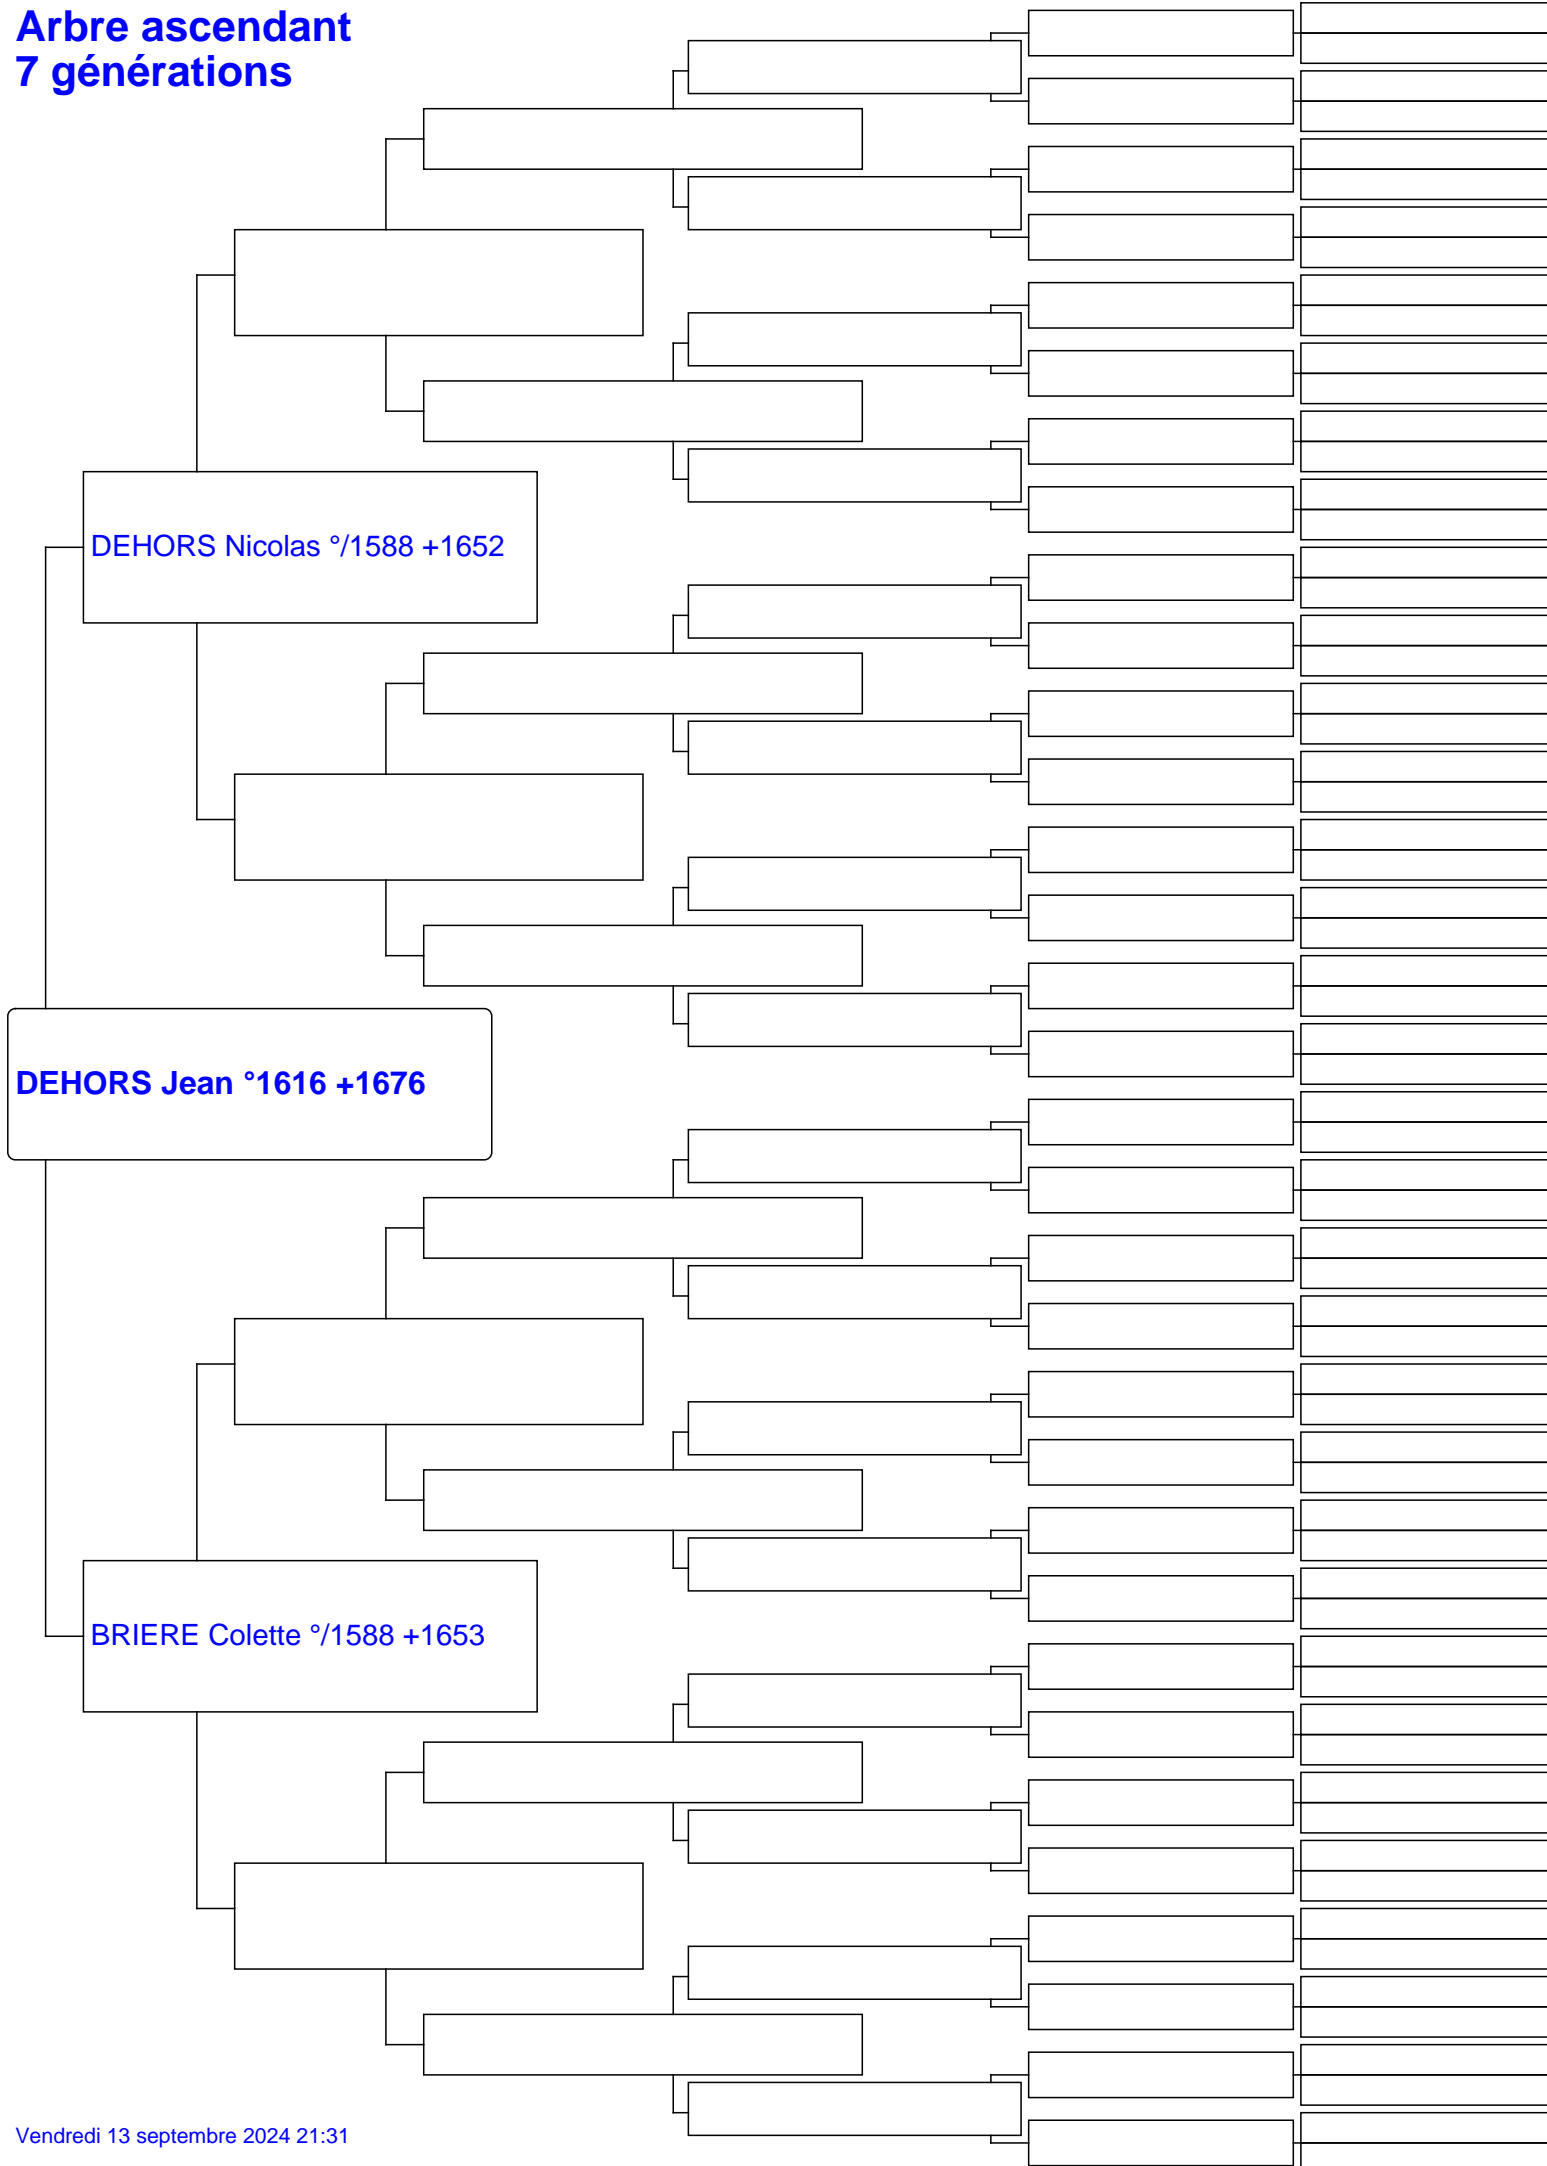 Arbre ascendant
7 générations
DEHORS Nicolas °/1588 +1652
DEHORS Jean °1616 +1676
BRIERE Colette °/1588 +1653
Vendredi 13 septembre 2024 21:31